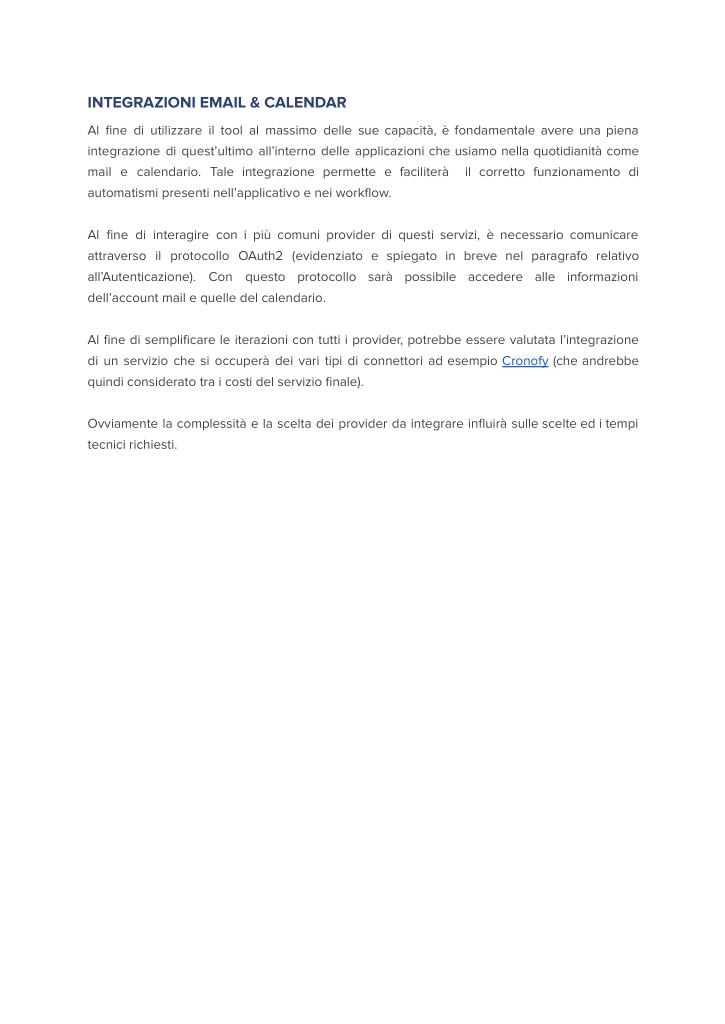 INTEGRAZIONI EMAIL & CALENDAR
Al fine di utilizzare il tool al massimo delle sue capacità, è fondamentale avere una piena
integrazione di quest’ultimo all’interno delle applicazioni che usiamo nella quotidianità come
mail e calendario. Tale integrazione permette e faciliterà il corretto funzionamento di
automatismi presenti nell’applicativo e nei workflow.
Al fine di interagire con i più comuni provider di questi servizi, è necessario comunicare
attraverso il protocollo OAuth2 (evidenziato e spiegato in breve nel paragrafo relativo
all’Autenticazione). Con questo protocollo sarà possibile accedere alle informazioni
dell’account mail e quelle del calendario.
Al fine di semplificare le iterazioni con tutti i provider, potrebbe essere valutata l’integrazione
di un servizio che si occuperà dei vari tipi di connettori ad esempio Cronofy (che andrebbe
quindi considerato tra i costi del servizio finale).
Ovviamente la complessità e la scelta dei provider da integrare influirà sulle scelte ed i tempi
tecnici richiesti.